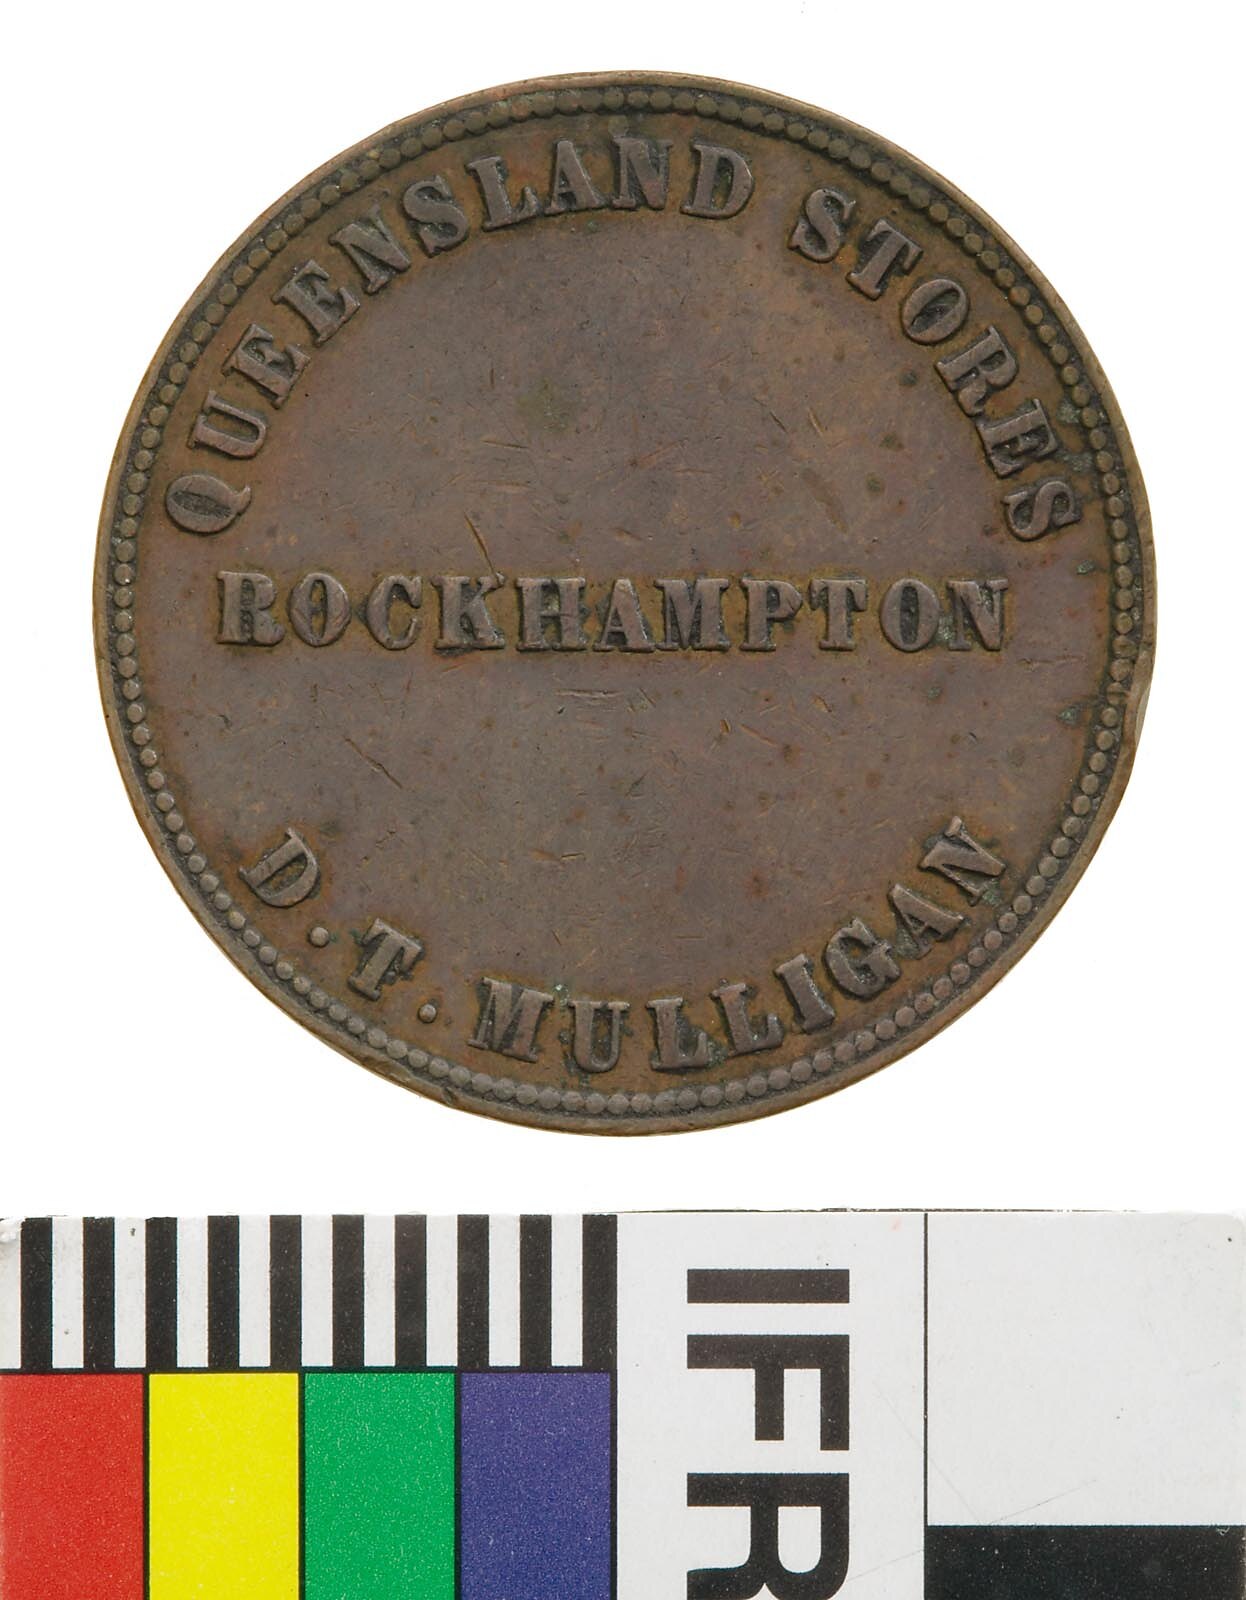 QUEENSLAND STORES
ROCKHAMPTON
D.T. MULLIGAN
IFR